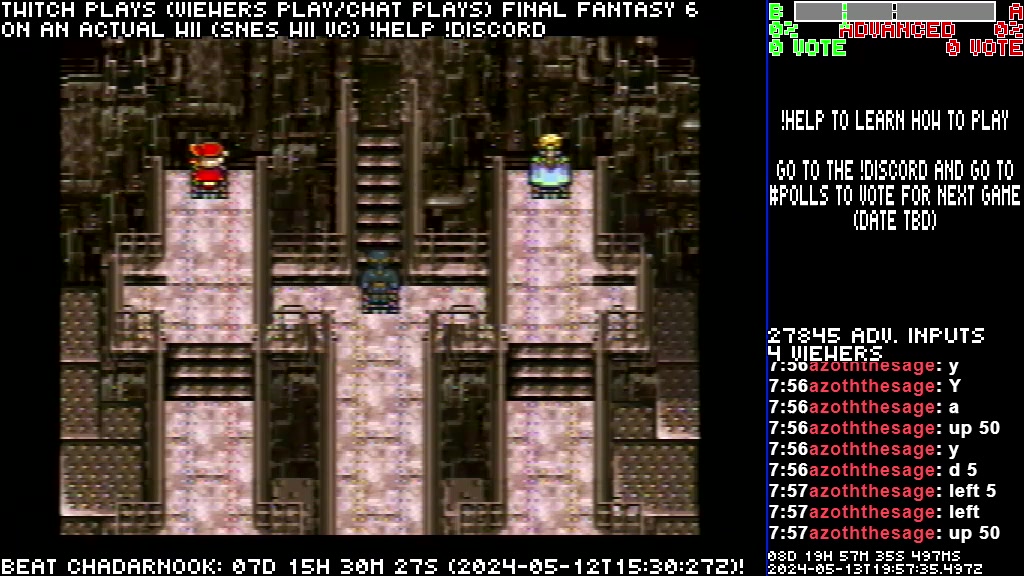 TWITCH PLAYS (VIEWERS PLAY/CHAT PLAYS) FINAL FANTASY 6
ON AN ACTUAL WII (SNES WII VC) !HELP !DISCORD
B A
0% ADVANCED 0%
0 VOTE 0 VOTE
!HELP TO LEARN HOW TO PLAY
GO TO THE !DISCORD AND GO TO
#POLLS TO VOTE FOR NEXT GAME
(DATE TBD)
27845 ADV. INPUTS
4 VIEWERS
7:56azoththesage: y
7:56azoththesage: Y
7:56azoththesage: a
7:56azoththesage: up 50
7:56azoththesage: y
7:56azoththesage: d 5
7:57azoththesage: left 5
7:57azoththesage: left
7:57azoththesage: up 50
08D 19H 57M 35S 497MS
2024-05-13T19:57:35.497Z
BEAT CHADARNOOK: 07D 15H 30M 27S (2024-05-12T15:30:27Z)!